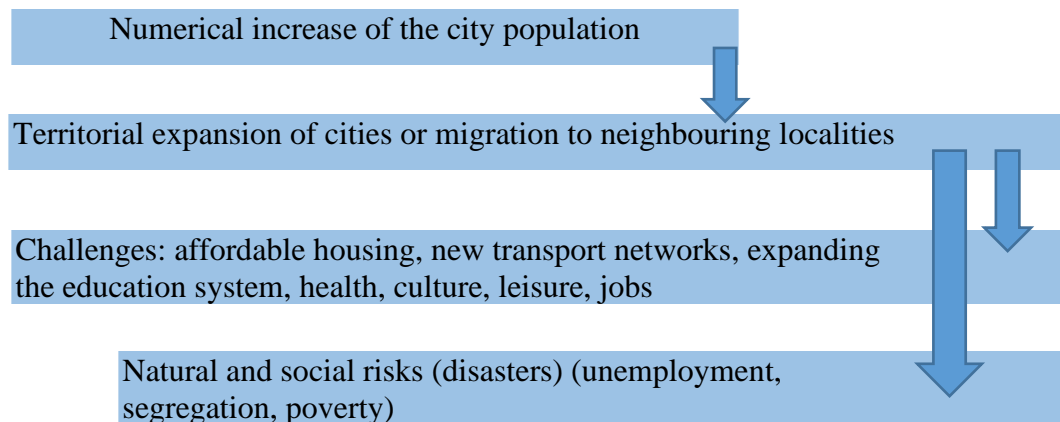 Numerical increase of the city population
Territorial expansion of cities or migration to neighbouring localities
Challenges: affordable housing, new transport networks, expanding
the education system, health, culture, leisure, jobs
Natural and social risks (disasters) (unemployment,
segregation, poverty)